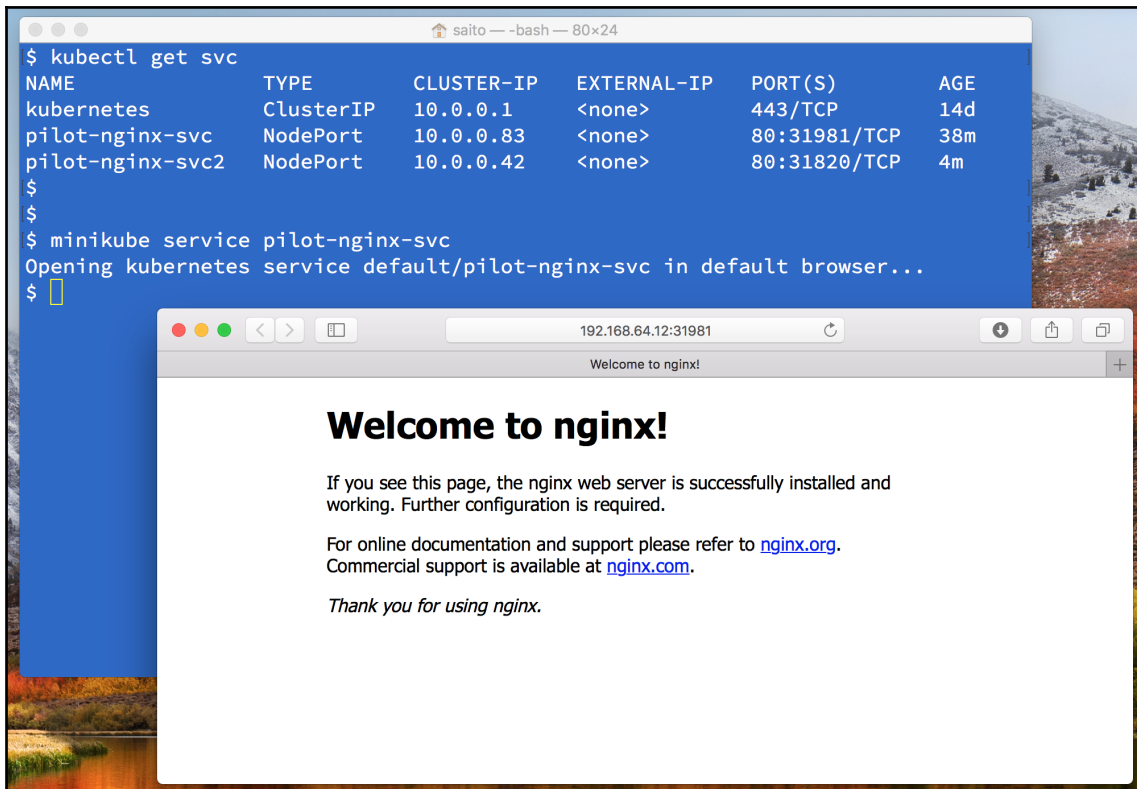 saito — -bash — 80×24
$ kubectl get svc
NAME TYPE CLUSTER-IP EXTERNAL-IP PORT(S) AGE
kubernetes ClusterIP 10.0.0.1 <none> 443/TCP 14d
pilot-nginx-svc NodePort 10.0.0.83 <none> 80:31981/TCP 38m
pilot-nginx-svc2 NodePort 10.0.0.42 <none> 80:31820/TCP 4m
$
$
$ minikube service pilot-nginx-svc
Opening kubernetes service default/pilot-nginx-svc in default browser...
$
192.168.64.12:31981
Welcome to nginx!
Welcome to nginx!
If you see this page, the nginx web server is successfully installed and
working. Further configuration is required.
For online documentation and support please refer to nginx.org.
Commercial support is available at nginx.com.
Thank you for using nginx.